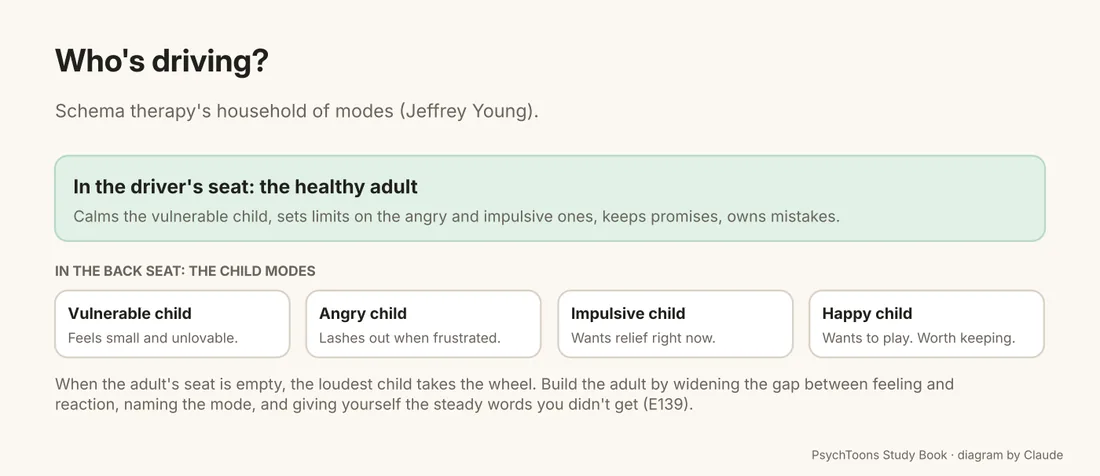 Who's driving?
Schema therapy's household of modes (Jeffrey Young).
In the driver's seat: the healthy adult
Calms the vulnerable child, sets limits on the angry and impulsive ones, keeps promises, owns mistakes.
IN THE BACK SEAT: THE CHILD MODES
Vulnerable child
Feels small and unlovable.
Angry child
Lashes out when frustrated.
Impulsive child
Wants relief right now.
Happy child
Wants to play. Worth keeping.
When the adult's seat is empty, the loudest child takes the wheel. Build the adult by widening the gap between feeling and
reaction, naming the mode, and giving yourself the steady words you didn't get (E139).
PsychToons Study Book · diagram by Claude